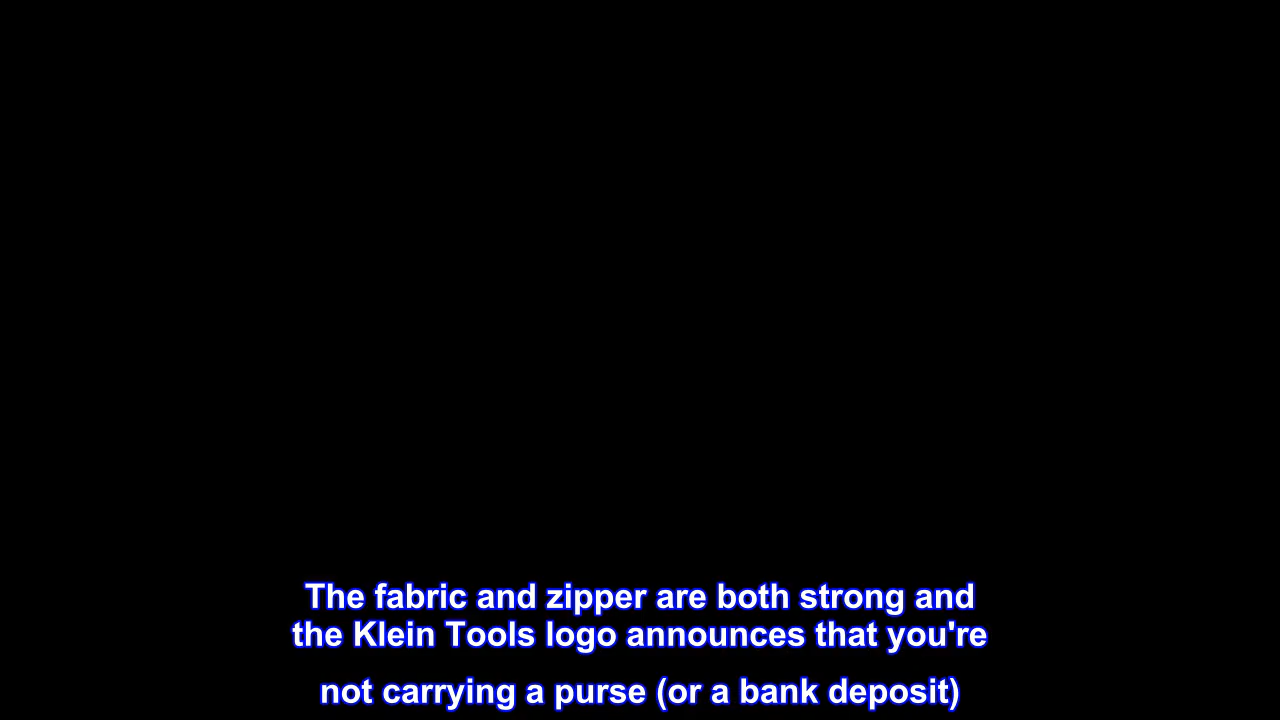 The fabric and zipper are both strong and
the Klein Tools logo announces that you're
not carrying a purse (or a bank deposit)